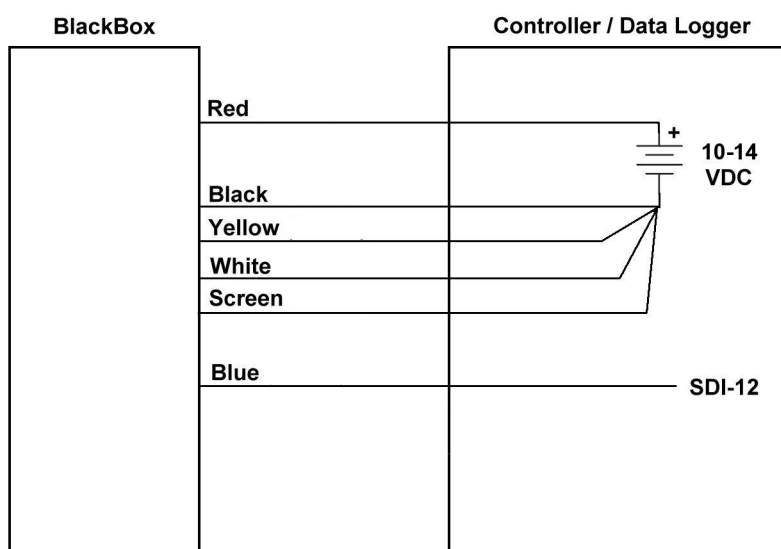 BlackBox
Controller / Data Logger
Red
+
10-14
VDC
Black
Yellow
White
Screen
Blue
SDI-12